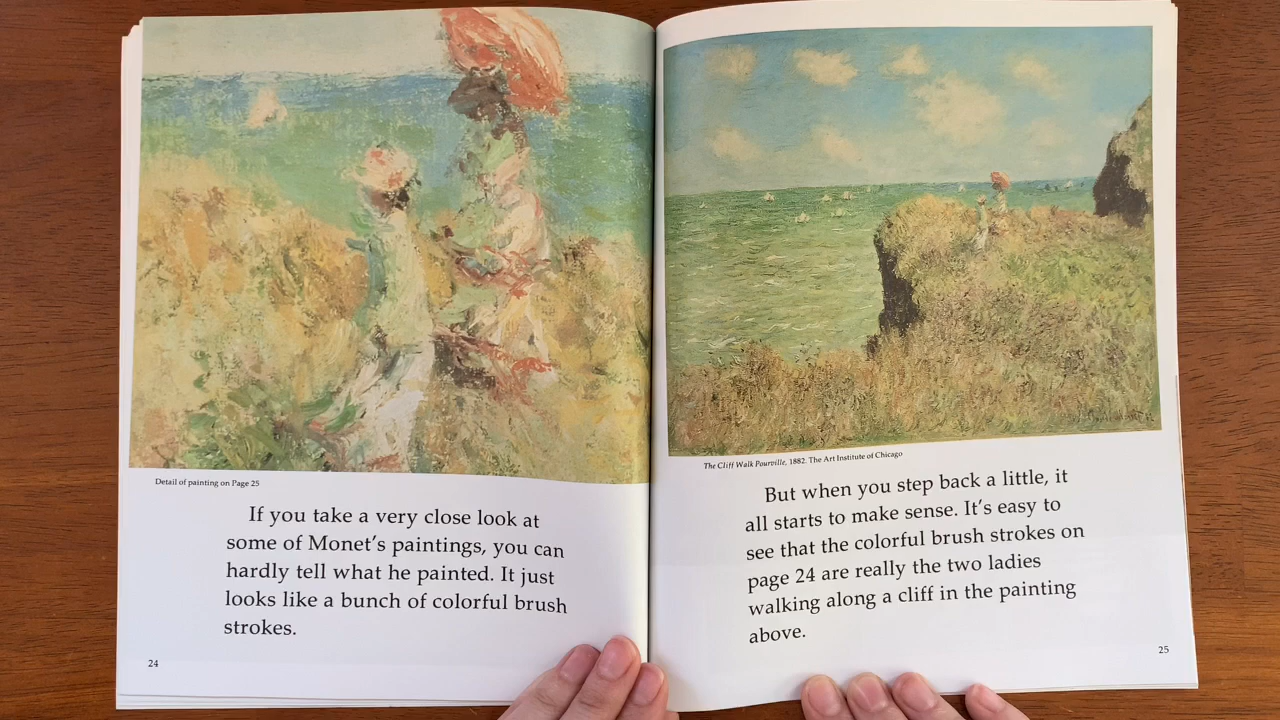 Detail of painting on Page 25
If you take a very close look at
some of Monet's paintings, you can
hardly tell what he painted. It just
looks like a bunch of colorful brush
strokes.
24
The Cliff Walk Pourville, 1882. The Art Institute of Chicago
But when you step back a little, it
all starts to make sense. It's easy to
see that the colorful brush strokes on
page 24 are really the two ladies
walking along a cliff in the painting
above.
25